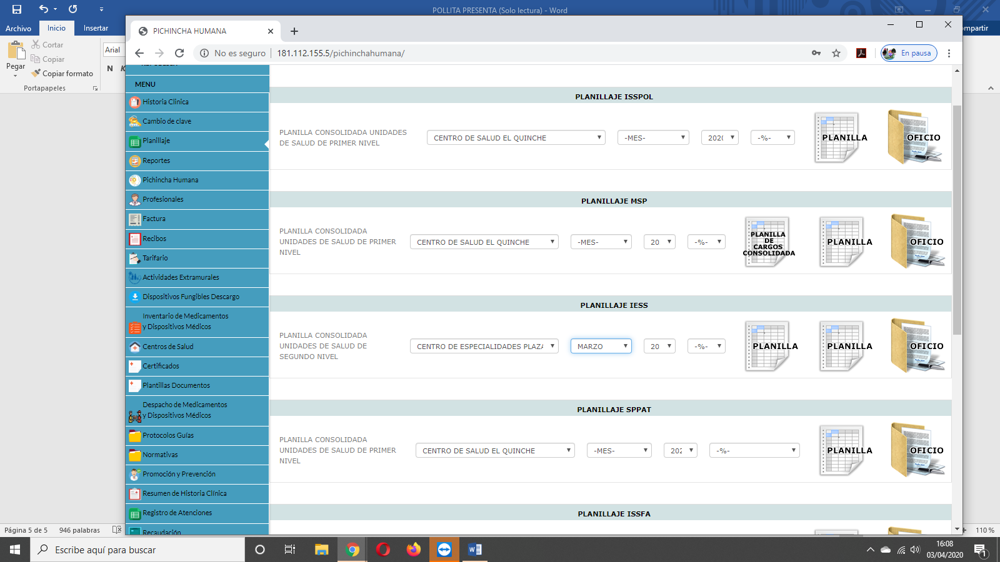 POLLITA PRESENTA (Solo lectura) - Word
Archivo
Inicio
Insertar
Cortar
Copiar
Copiar formato
Pegar
Portapapeles
Arial
N
K
PICHINCHA HUMANA
No es seguro
181.112.155.5/pichinchahumana/
En pausa
MENU
Historia Clinica
Cambio de clave
Planillaje
Reportes
Pichincha Humana
Profesionales
Factura
Recibos
Tarifario
Actividades Extramurales
Dispositivos Fungibles Descargo
Inventario de Medicamentos
y Dispositivos Médicos
Centros de Salud
Certificados
Plantillas Documentos
Despacho de Medicamentos
y Dispositivos Médicos
Protocolos Guías
Normativas
Promoción y Prevención
Resumen de Historia Clínica
Registro de Atenciones
Recaudación
PLANILLAJE ISSPOL
PLANILLA CONSOLIDADA UNIDADES
DE SALUD DE PRIMER NIVEL
CENTRO DE SALUD EL QUINCHE
-MES-
2020
-%-
PLANILLA
OFICIO
PLANILLAJE MSP
PLANILLA CONSOLIDADA
UNIDADES DE SALUD DE PRIMER
NIVEL
CENTRO DE SALUD EL QUINCHE
-MES-
20
-%-
PLANILLA
DE
CARGOS
CONSOLIDADA
PLANILLA
OFICIO
PLANILLAJE IESS
PLANILLA CONSOLIDADA
UNIDADES DE SALUD DE
SEGUNDO NIVEL
CENTRO DE ESPECIALIDADES PLAZA
MARZO
20
-%-
PLANILLA
PLANILLA
OFICIO
PLANILLAJE SPPAT
PLANILLA CONSOLIDADA
UNIDADES DE SALUD DE PRIMER
NIVEL
CENTRO DE SALUD EL QUINCHE
-MES-
202
-%-
PLANILLA
OFICIO
PLANILLAJE ISSFA
Página 5 de 5
946 palabras
110 %
Escribe aquí para buscar
16:08
03/04/2020
1